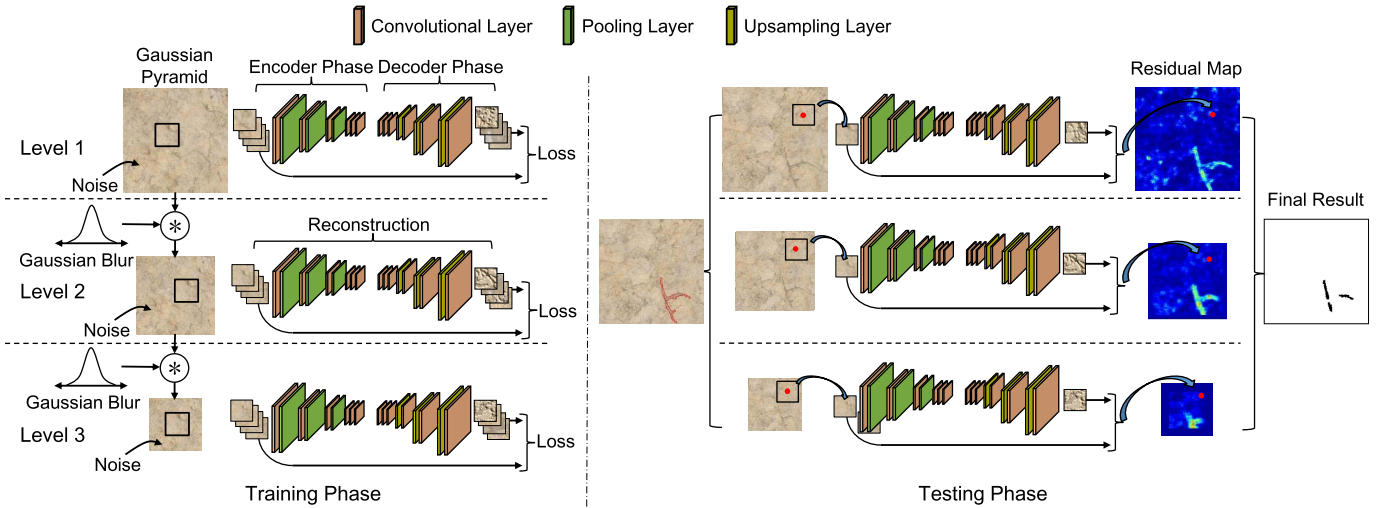 Convolutional Layer
Pooling Layer
Upsampling Layer
Gaussian
Pyramid
Encoder Phase
Decoder Phase
Level 1
Noise
Loss
Gaussian Blur
*
Level 2
Noise
Reconstruction
Loss
Gaussian Blur
*
Level 3
Noise
Loss
Training Phase
Residual Map
Final Result
Testing Phase